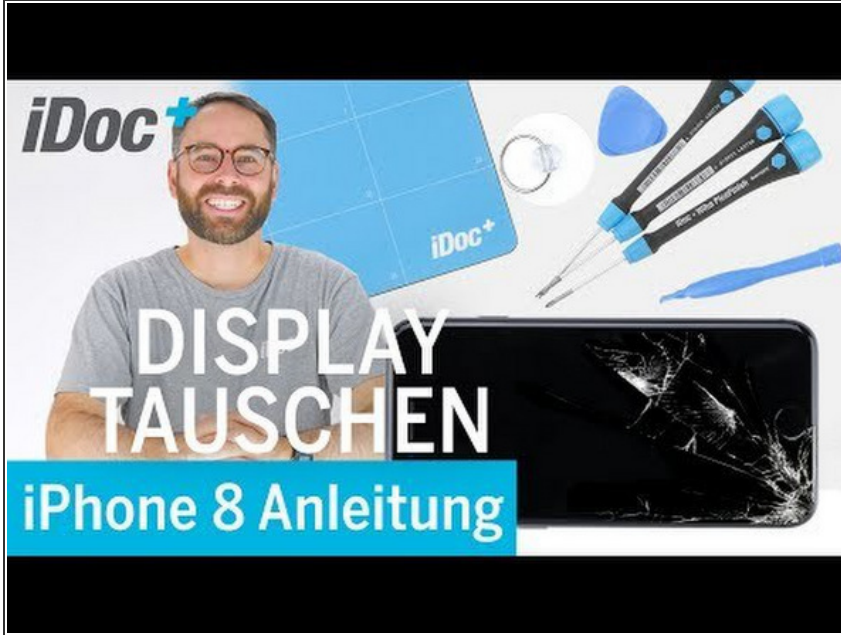 iDoc+
iDoc+
DISPLAY
TAUSCHEN
iPhone 8 Anleitung